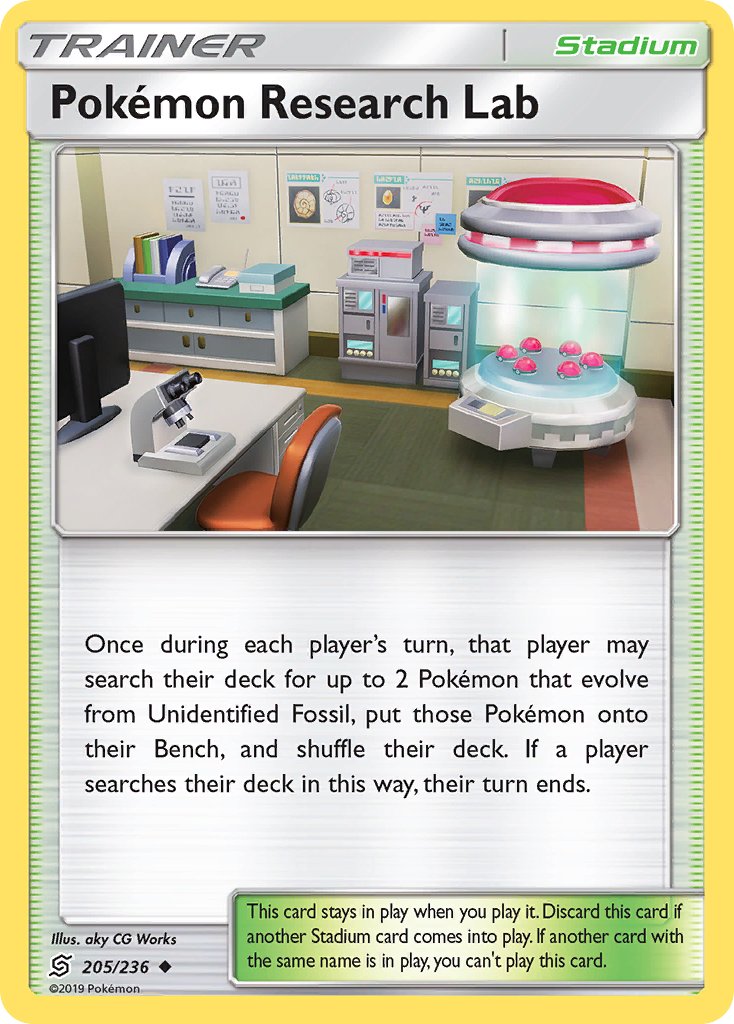 TRAINER
Stadium
Pokémon Research Lab
Once during each player's turn, that player may
search their deck for up to 2 Pokémon that evolve
from Unidentified Fossil, put those Pokémon onto
their Bench, and shuffle their deck. If a player
searches their deck in this way, their turn ends.
This card stays in play when you play it. Discard this card if
another Stadium card comes into play. If another card with
the same name is in play, you can't play this card.
Illus. aky CG Works
205/236
©2019 Pokémon